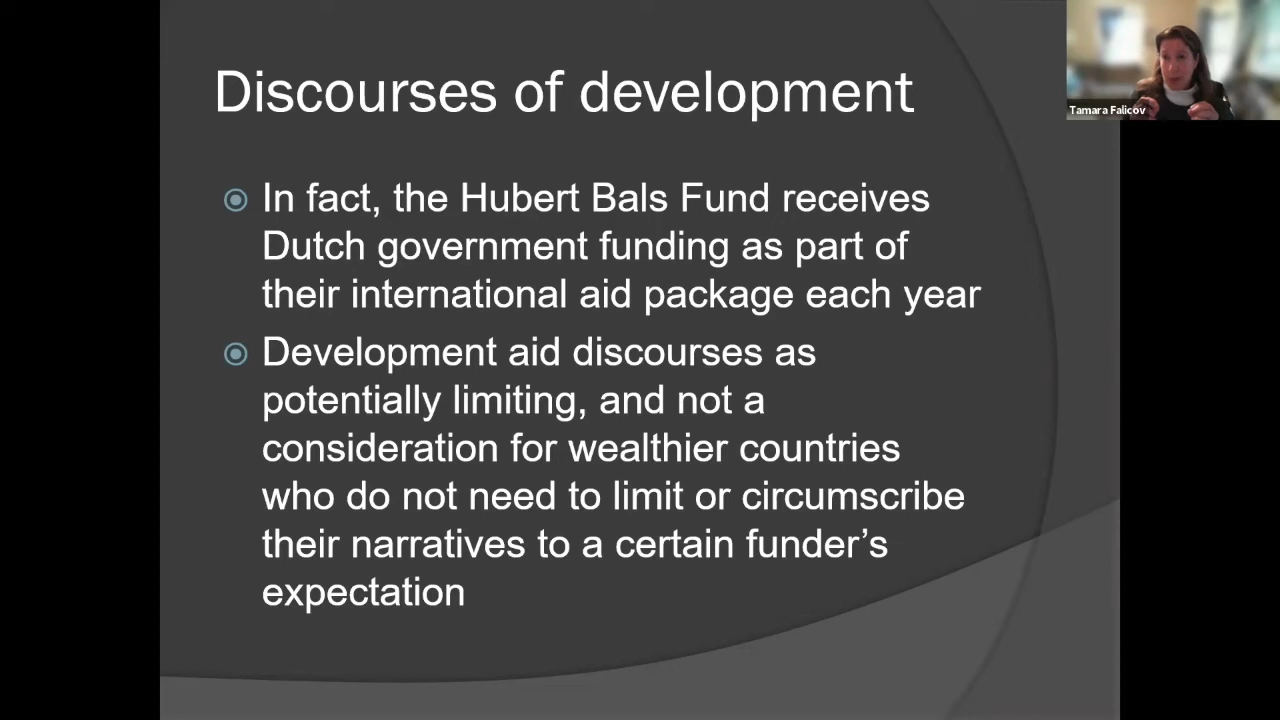 Discourses of development
In fact, the Hubert Bals Fund receives
Dutch government funding as part of
their international aid package each year
Development aid discourses as
potentially limiting, and not a
consideration for wealthier countries
who do not need to limit or circumscribe
their narratives to a certain funder’s
expectation
Tamara Falicov